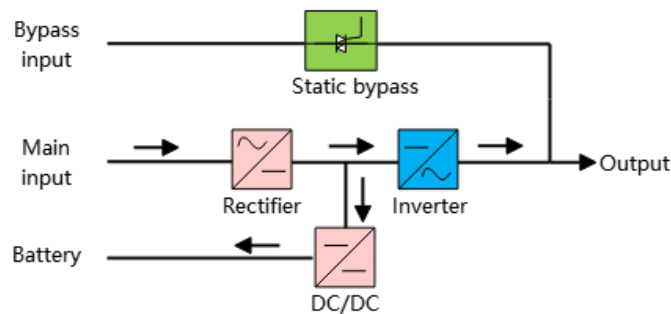 Bypass
input
Static bypass
Main
input
Rectifier
Inverter
Output
Battery
DC/DC